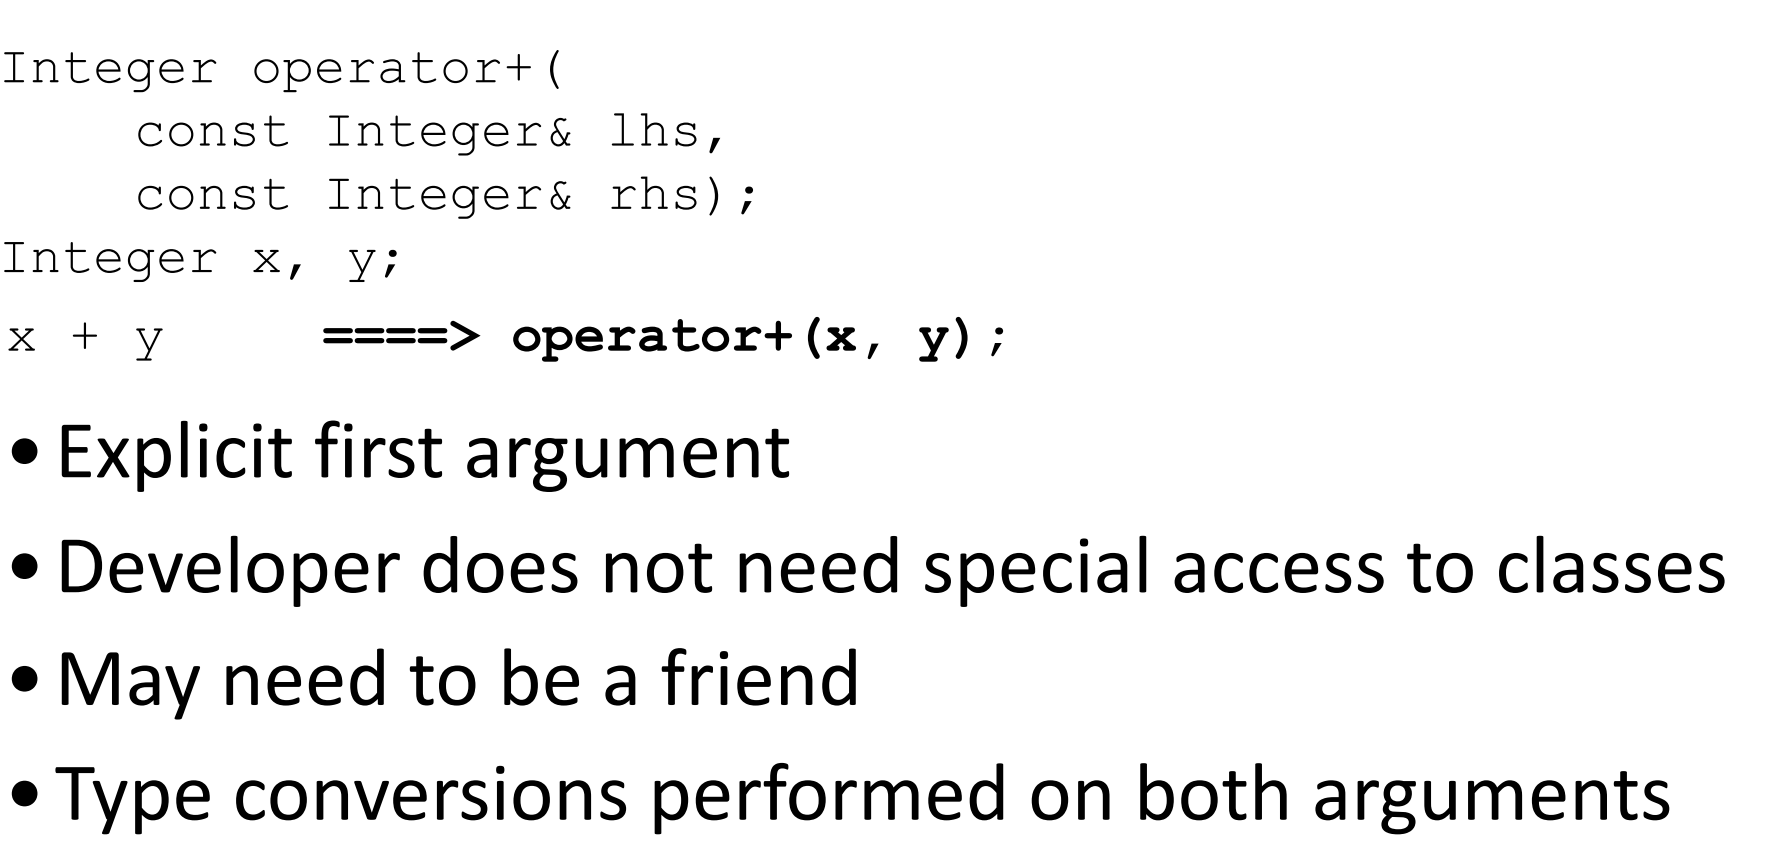 Integer operator+(
    const Integer& lhs,
    const Integer& rhs);
Integer x, y;
x + y     ====> operator+(x, y);
• Explicit first argument
• Developer does not need special access to classes
• May need to be a friend
• Type conversions performed on both arguments